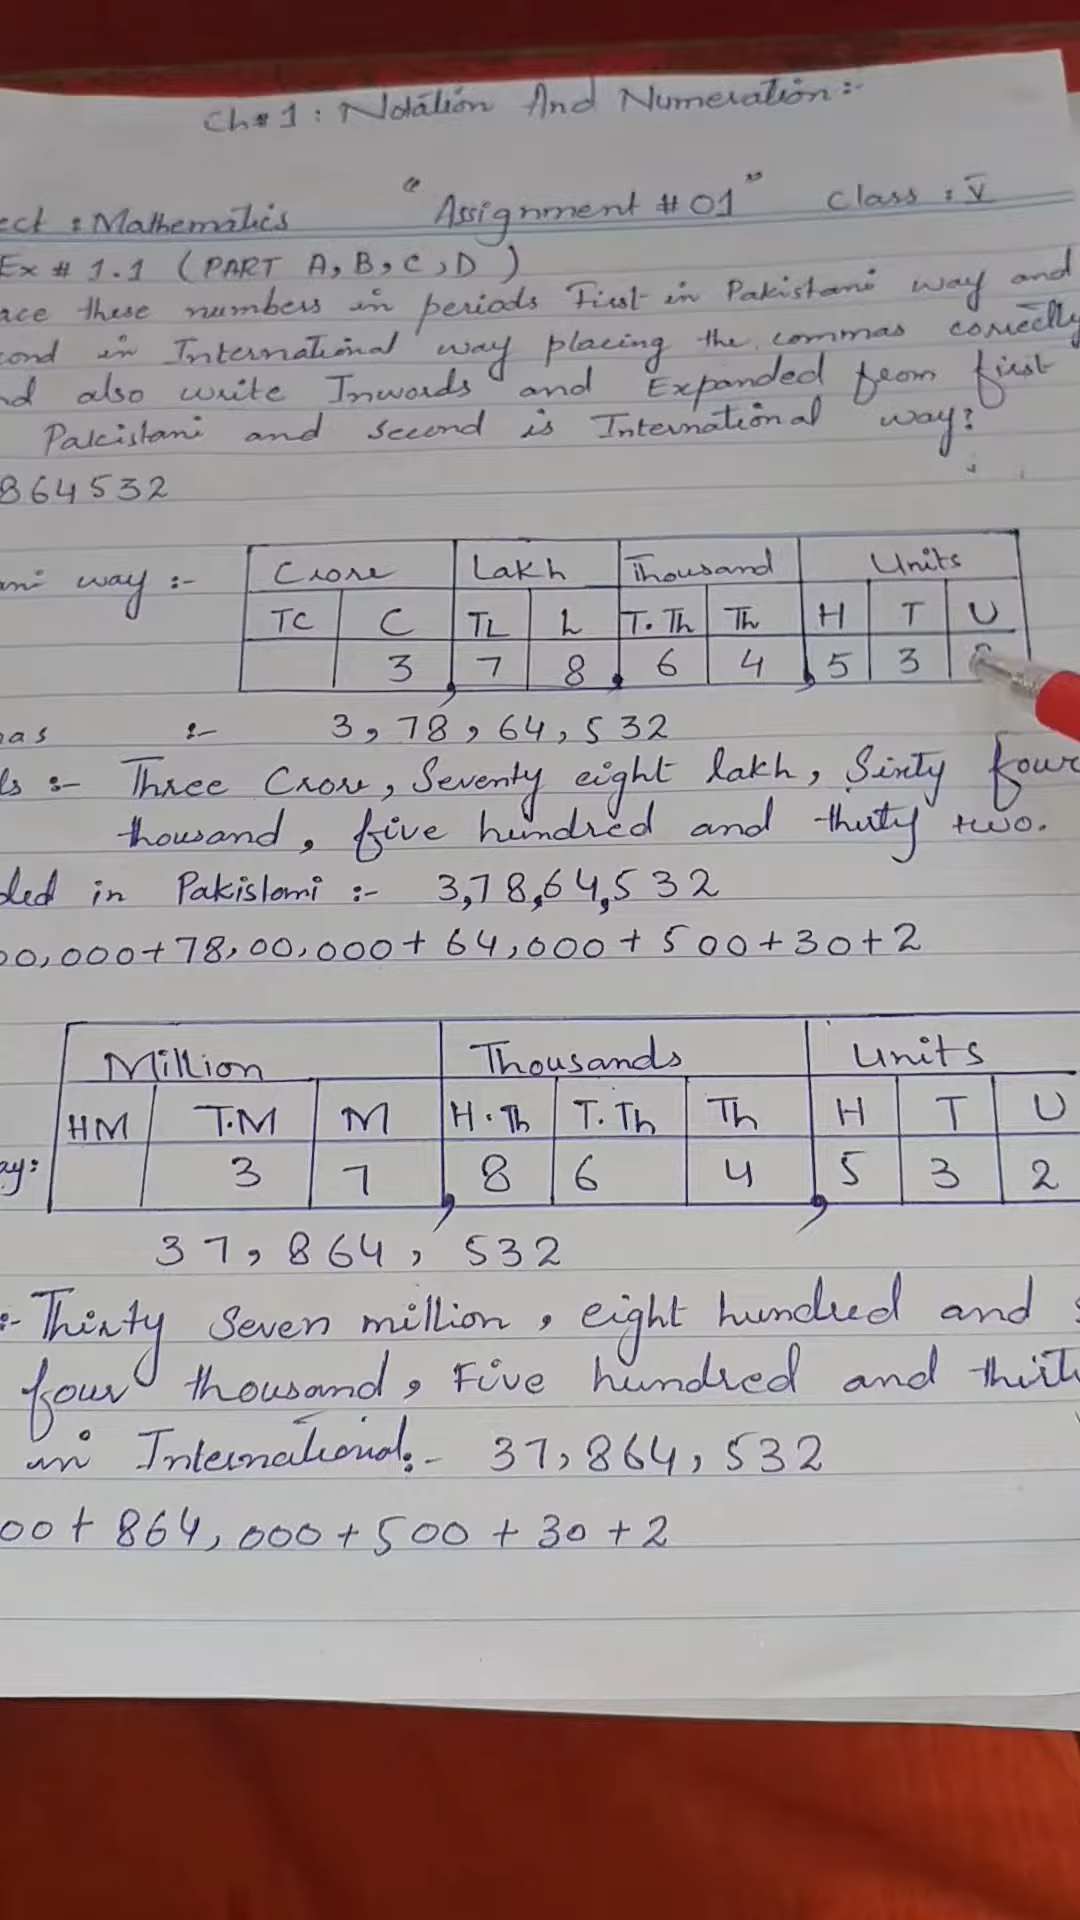 Ch# 1 : Notation And Numeration :-
ect : Mathematics "Assignment # 01" Class : V
Ex # 1.1 ( PART A, B, C, D )
ace these numbers in periods First in Pakistani way and
cond in International way placing the commas correctly
nd also write Inwords and Expanded from first
Pakistani and second is International way?
864532
ani way :-
Crore Lakh Thousand Units
TC C TL L T.Th Th H T U
3 7 8, 6 4, 5 3
as :- 3,78,64,532
ds :- Three Crore, Seventy eight lakh, Sixty four
thousand, five hundred and thirty two.
ded in Pakistani :- 3,78,64,532
00,000+78,00,000+64,000+500+30+2
Million Thousands Units
HM T.M M H.Th T.Th Th H T U
ay: 3 7, 8 6 4, 5 3 2
37,864,532
:- Thirty Seven million, eight hundred and s
four thousand, Five hundred and thirt
in International:- 37,864,532
00+864,000+500+30+2